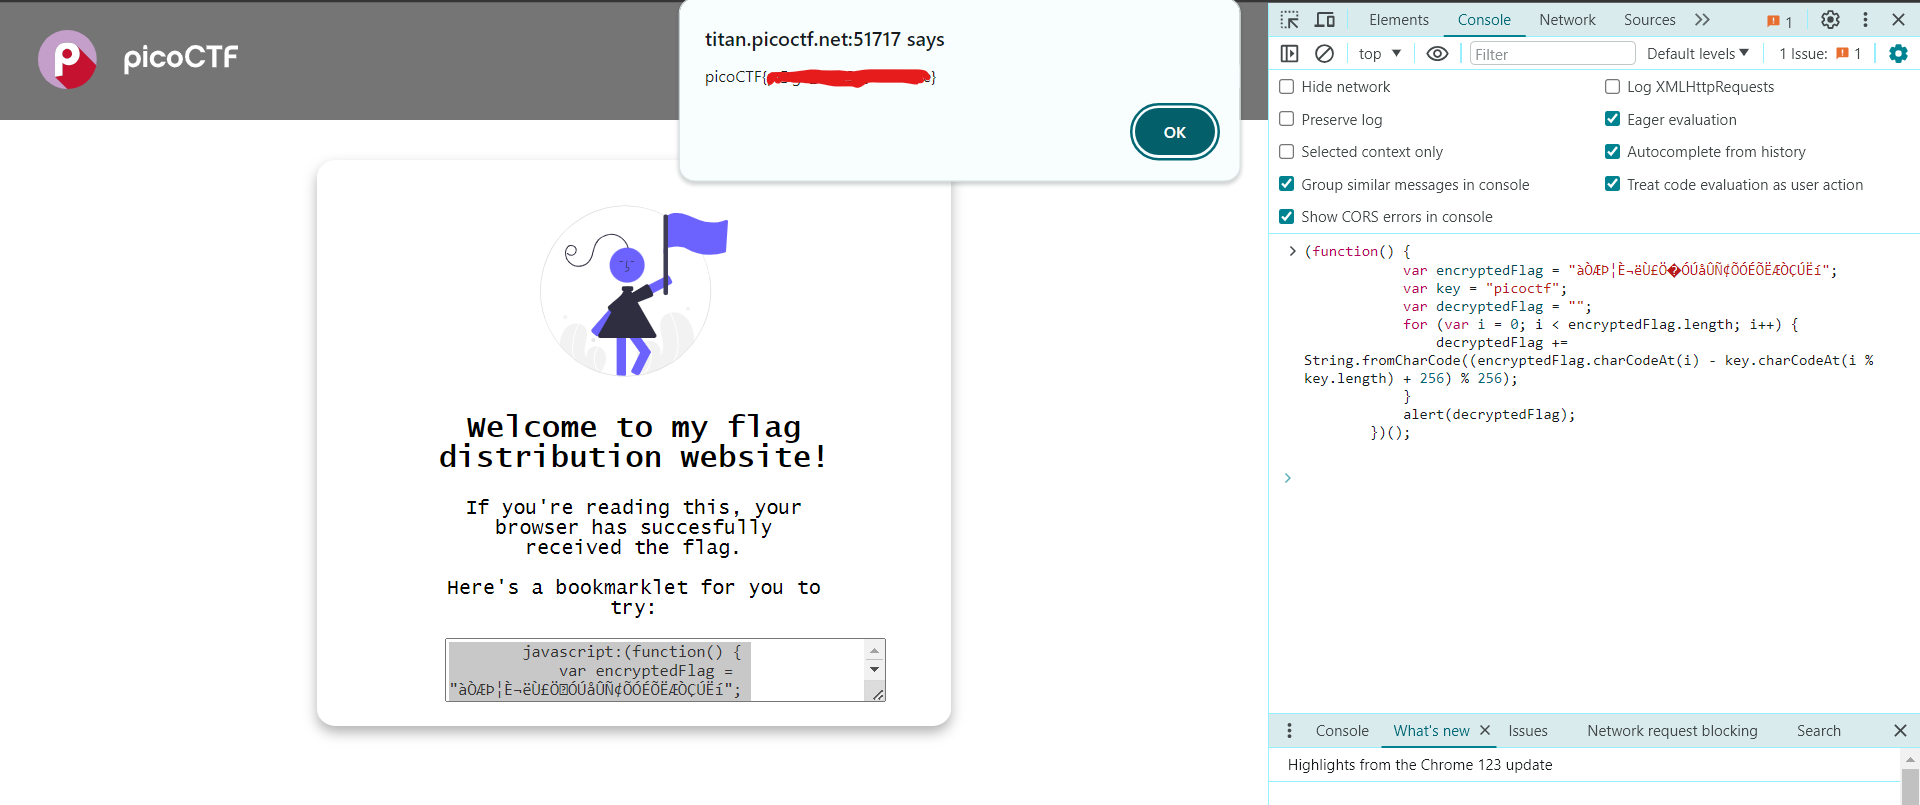 picoCTF
titan.picoctf.net:51717 says
picoCTF{
OK
Welcome to my flag
distribution website!
If you're reading this, your
browser has succesfully
received the flag.
Here's a bookmarklet for you to
try:
javascript:(function() {
var encryptedFlag =
"àÒÆÞ¦È¬ëÙ£ÖÓÚåÛÑ¢ÕÓÉÕËÆÒÇÚËí";
Elements Console Network Sources 1
top Filter Default levels 1 Issue: 1
Hide network Log XMLHttpRequests
Preserve log Eager evaluation
Selected context only Autocomplete from history
Group similar messages in console Treat code evaluation as user action
Show CORS errors in console
(function() {
var encryptedFlag = "àÒÆÞ¦È¬ëÙ£Ö�ÓÚåÛÑ¢ÕÓÉÕËÆÒÇÚËí";
var key = "picoctf";
var decryptedFlag = "";
for (var i = 0; i < encryptedFlag.length; i++) {
decryptedFlag +=
String.fromCharCode((encryptedFlag.charCodeAt(i) - key.charCodeAt(i %
key.length) + 256) % 256);
}
alert(decryptedFlag);
})();
Console What's new Issues Network request blocking Search
Highlights from the Chrome 123 update